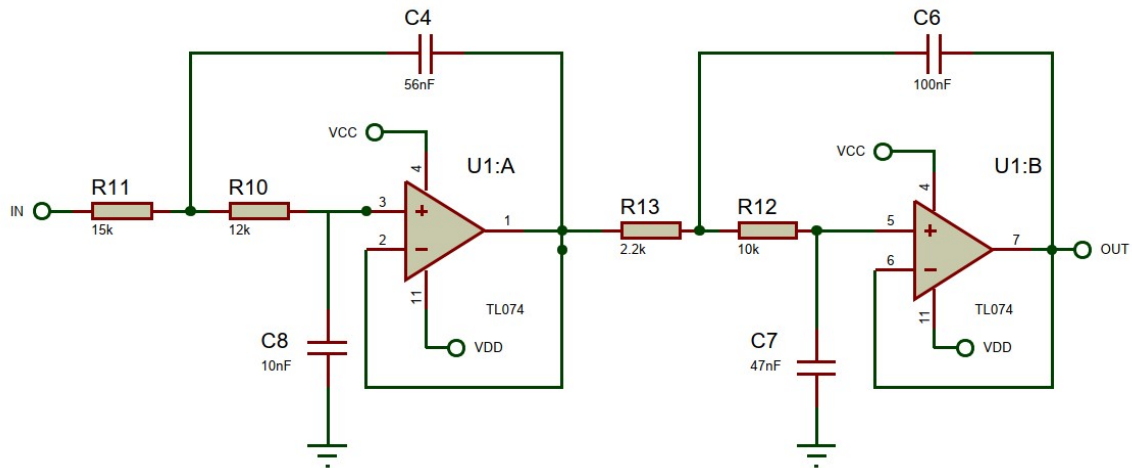 C4
56nF
C6
100nF
VCC
4
U1:A
VCC
4
U1:B
R11
R10
IN
15k
12k
3
2
1
R13
R12
2.2k
10k
5
6
7
OUT
11
TL074
11
TL074
C8
10nF
VDD
C7
47nF
VDD